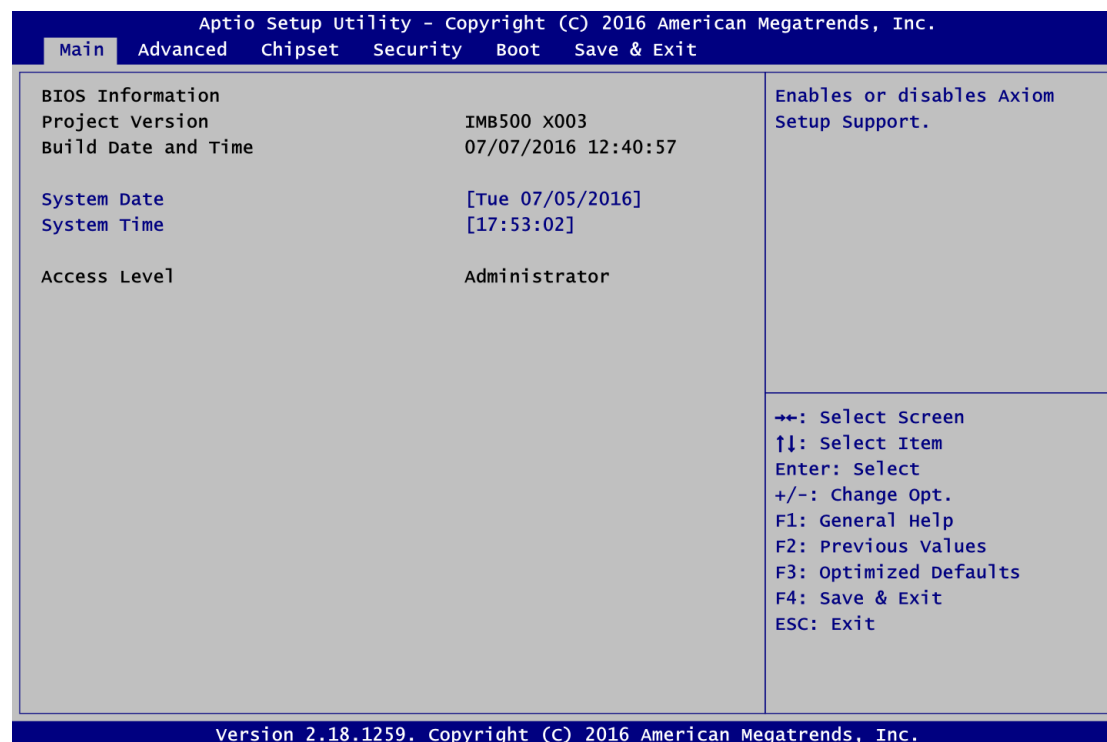 Aptio Setup Utility – Copyright (C) 2016 American Megatrends, Inc.
Main Advanced Chipset Security Boot Save & Exit
BIOS Information
Project Version IMB500 X003
Build Date and Time 07/07/2016 12:40:57
System Date [Tue 07/05/2016]
System Time [17:53:02]
Access Level Administrator
Enables or disables Axiom
Setup Support.
→←: Select Screen
↑↓: Select Item
Enter: Select
+/-: Change Opt.
F1: General Help
F2: Previous Values
F3: Optimized Defaults
F4: Save & Exit
ESC: Exit
Version 2.18.1259. Copyright (C) 2016 American Megatrends, Inc.